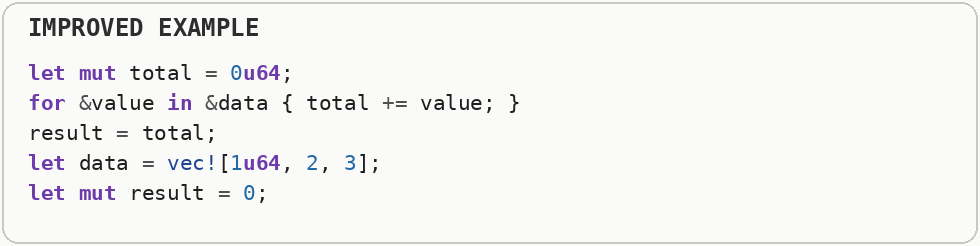 IMPROVED EXAMPLE
let mut total = 0u64;
for &value in &data { total += value; }
result = total;
let data = vec![1u64, 2, 3];
let mut result = 0;